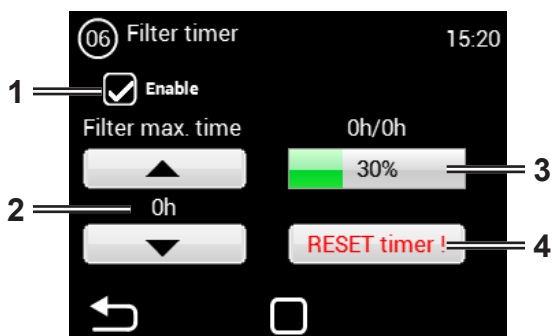 06 Filter timer 15:20
1 Enable
Filter max. time 0h/0h
30% 3
2 0h
RESET timer ! 4